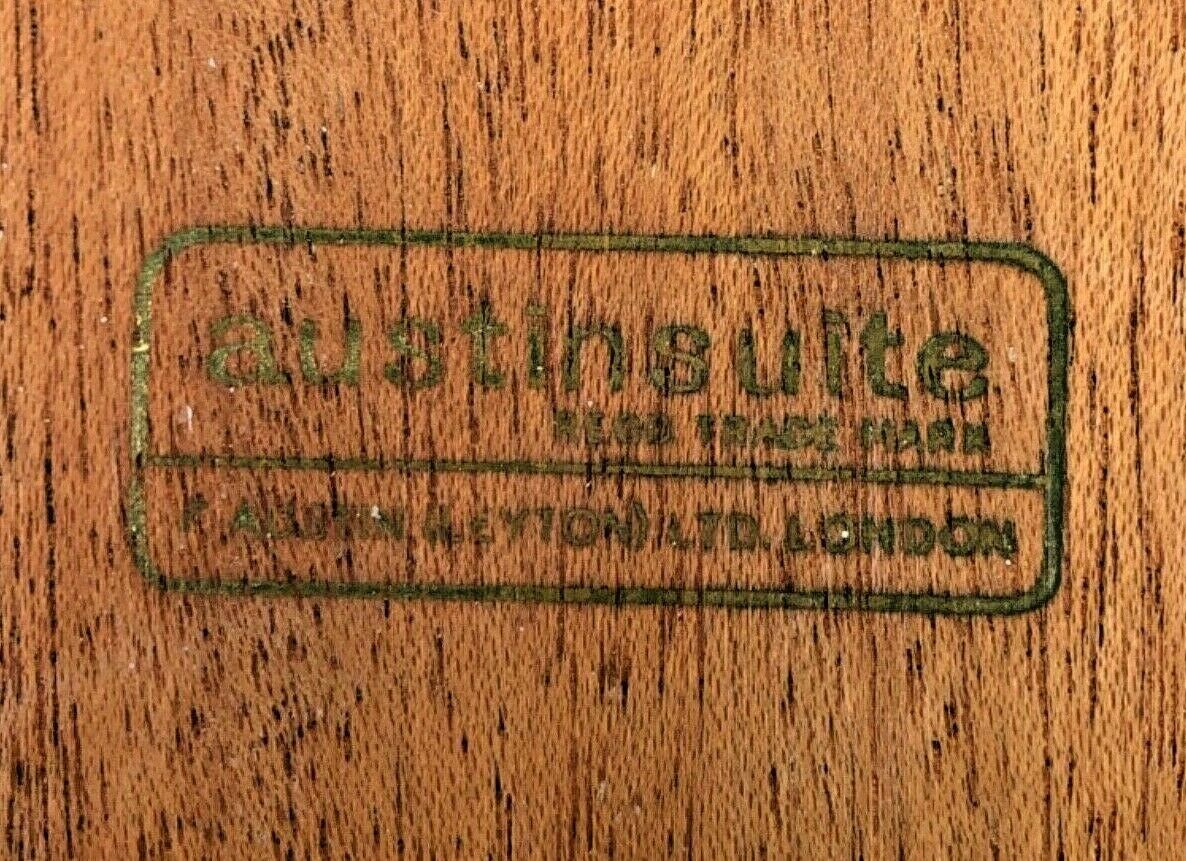 austinsuite
REGD TRADE MARK
F. AUSTIN (LEYTON) LTD. LONDON